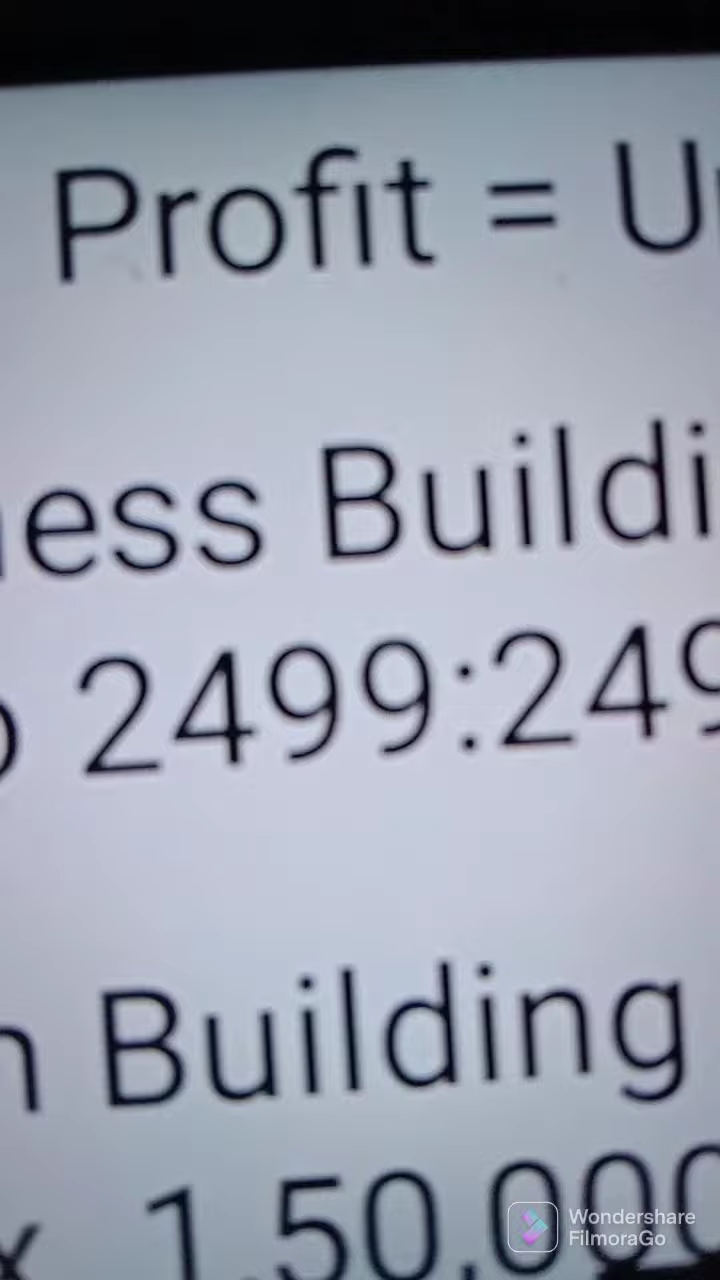 Profit = U
ess Buildi
2499:249
Building
1,50,000
Wondershare
FilmoraGo